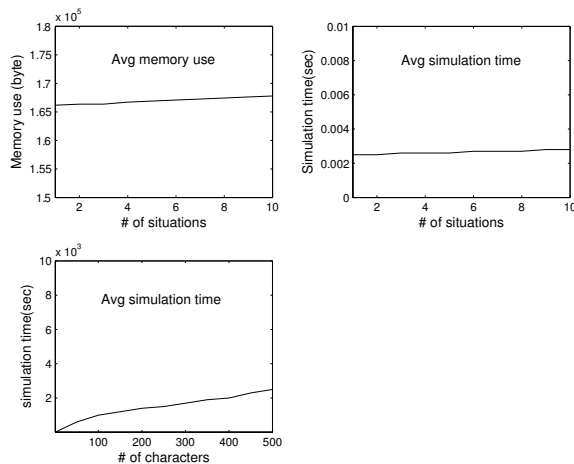 x 10^5
1.8
1.75
1.7
1.65
1.6
1.55
1.5
Memory use (byte)
Avg memory use
2 4 6 8 10
# of situations
0.01
0.008
0.006
0.004
0.002
0
Simulation time(sec)
Avg simulation time
2 4 6 8 10
# of situations
x 10^3
10
8
6
4
2
simulation time(sec)
Avg simulation time
100 200 300 400 500
# of characters